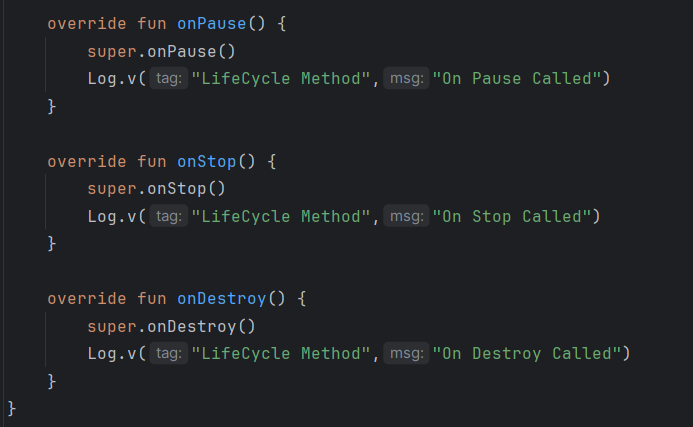 override fun onPause() {
super.onPause()
Log.v( tag: "LifeCycle Method", msg: "On Pause Called")
}
override fun onStop() {
super.onStop()
Log.v( tag: "LifeCycle Method", msg: "On Stop Called")
}
override fun onDestroy() {
super.onDestroy()
Log.v( tag: "LifeCycle Method", msg: "On Destroy Called")
}
}